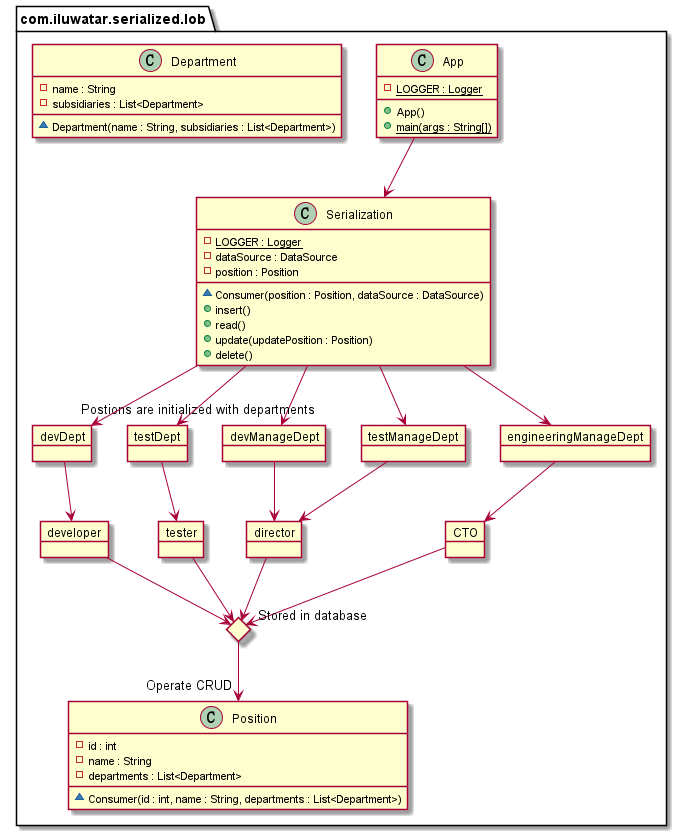 com.iluwatar.serialized.lob
C Department
name : String
subsidiaries : List<Department>
Department(name : String, subsidiaries : List<Department>)
C App
LOGGER : Logger
App()
main(args : String[])
C Serialization
LOGGER : Logger
dataSource : DataSource
position : Position
Consumer(position : Position, dataSource : DataSource)
insert()
read()
update(updatePosition : Position)
delete()
Postions are initialized with departments
devDept
testDept
devManageDept
testManageDept
engineeringManageDept
developer
tester
director
CTO
Stored in database
Operate CRUD
C Position
id : int
name : String
departments : List<Department>
Consumer(id : int, name : String, departments : List<Department>)